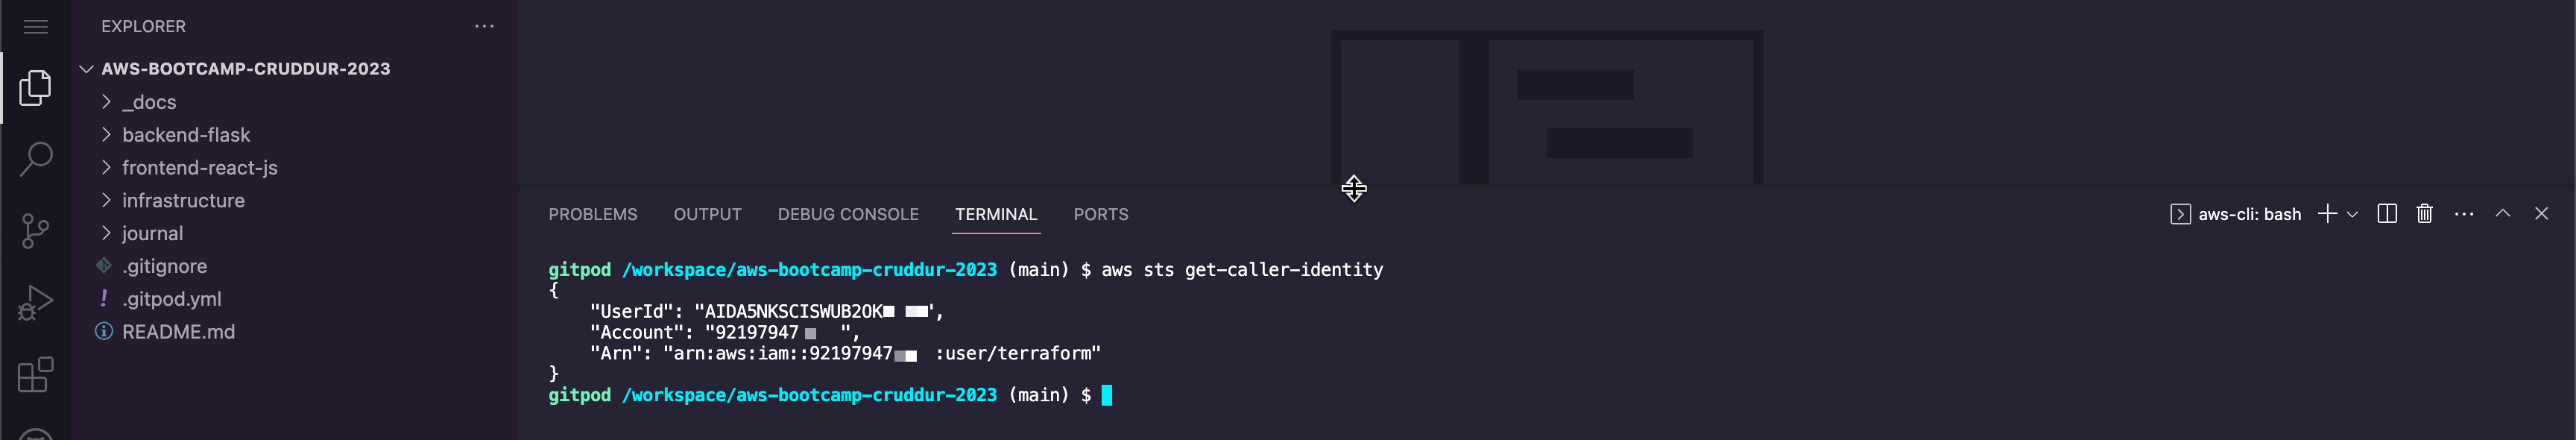 EXPLORER
AWS-BOOTCAMP-CRUDDUR-2023
_docs
backend-flask
frontend-react-js
infrastructure
journal
.gitignore
.gitpod.yml
README.md
PROBLEMS OUTPUT DEBUG CONSOLE TERMINAL PORTS
aws-cli: bash
gitpod /workspace/aws-bootcamp-cruddur-2023 (main) $ aws sts get-caller-identity
{
"UserId": "AIDA5NKSCISWUB2OK ",
"Account": "92197947 ",
"Arn": "arn:aws:iam::92197947 :user/terraform"
}
gitpod /workspace/aws-bootcamp-cruddur-2023 (main) $